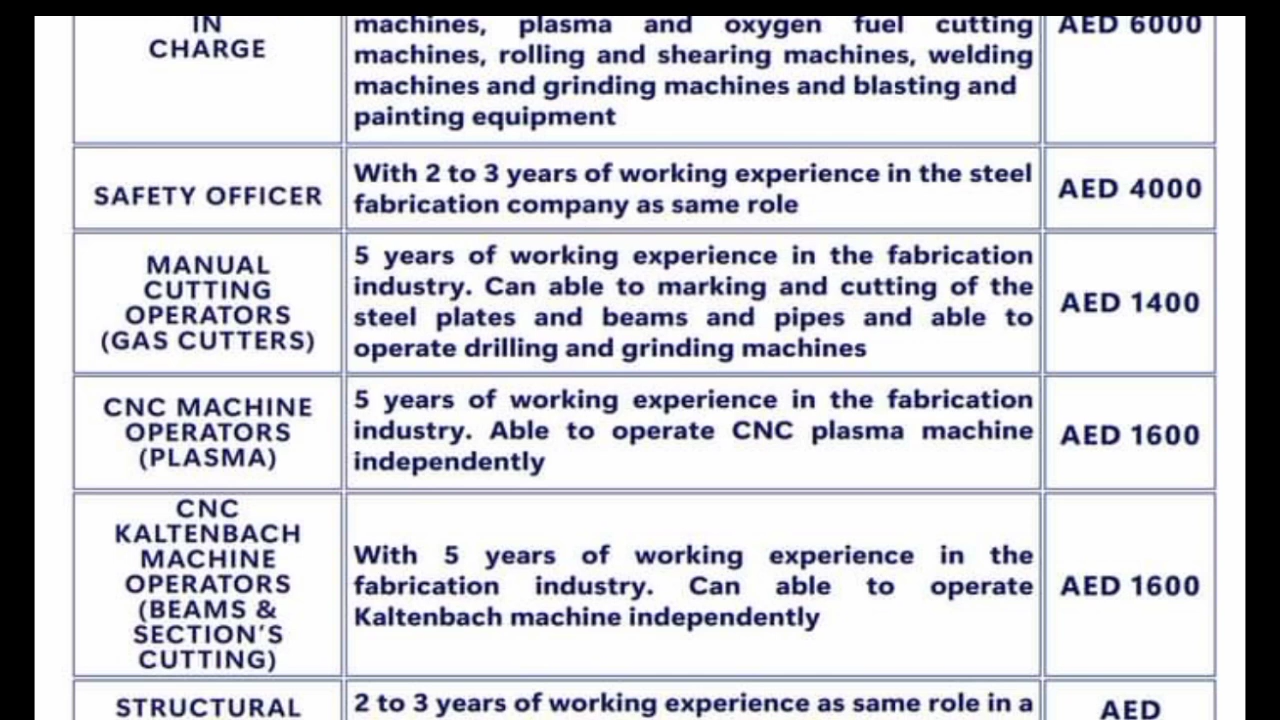 IN
CHARGE
machines, plasma and oxygen fuel cutting
machines, rolling and shearing machines, welding
machines and grinding machines and blasting and
painting equipment
AED 6000
SAFETY OFFICER
With 2 to 3 years of working experience in the steel
fabrication company as same role
AED 4000
MANUAL
CUTTING
OPERATORS
(GAS CUTTERS)
5 years of working experience in the fabrication
industry. Can able to marking and cutting of the
steel plates and beams and pipes and able to
operate drilling and grinding machines
AED 1400
CNC MACHINE
OPERATORS
(PLASMA)
5 years of working experience in the fabrication
industry. Able to operate CNC plasma machine
independently
AED 1600
CNC
KALTENBACH
MACHINE
OPERATORS
(BEAMS &
SECTION'S
CUTTING)
With 5 years of working experience in the
fabrication industry. Can able to operate
Kaltenbach machine independently
AED 1600
STRUCTURAL
2 to 3 years of working experience as same role in a
AED